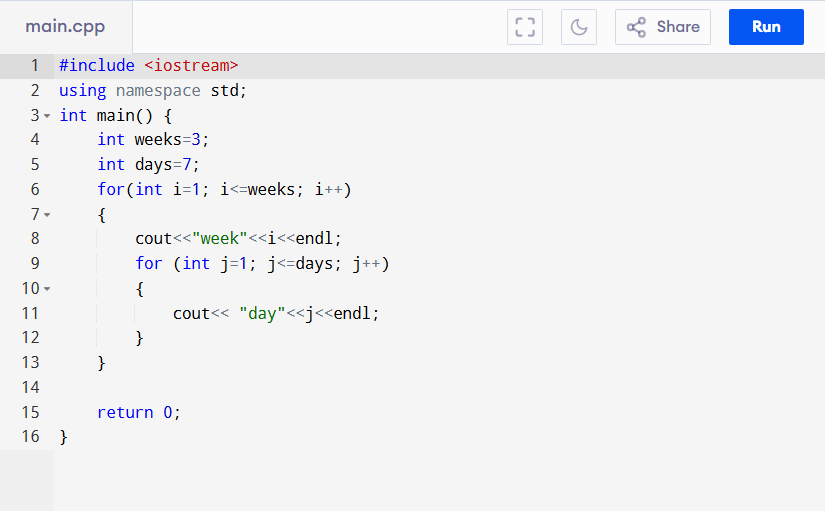 main.cpp Share Run
1 #include <iostream>
2 using namespace std;
3 int main() {
4     int weeks=3;
5     int days=7;
6     for(int i=1; i<=weeks; i++)
7     {
8         cout<<"week"<<i<<endl;
9         for (int j=1; j<=days; j++)
10         {
11             cout<< "day"<<j<<endl;
12         }
13     }
14
15     return 0;
16 }